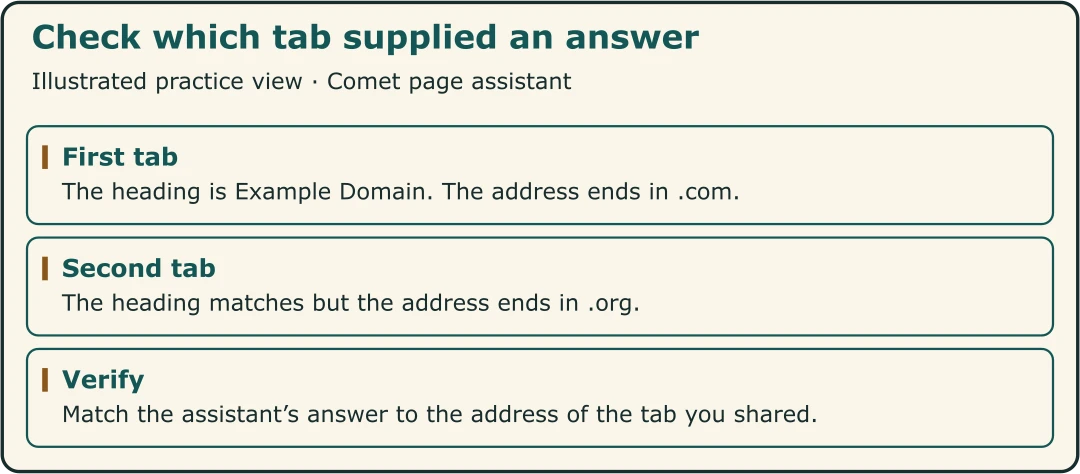 Check which tab supplied an answer
Illustrated practice view · Comet page assistant
First tab
The heading is Example Domain. The address ends in .com.
Second tab
The heading matches but the address ends in .org.
Verify
Match the assistant’s answer to the address of the tab you shared.